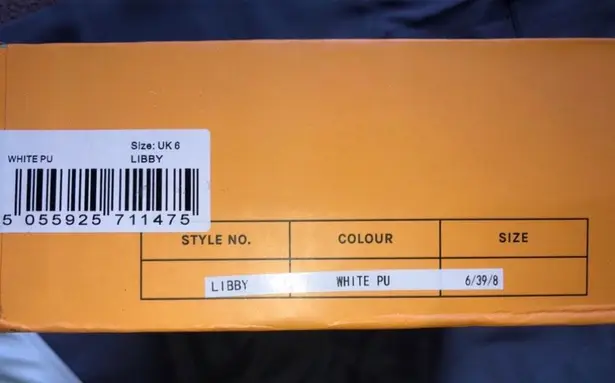 Size: UK 6
WHITE PU LIBBY
5 055925 711475
STYLE NO. COLOUR SIZE
LIBBY WHITE PU 6/39/8